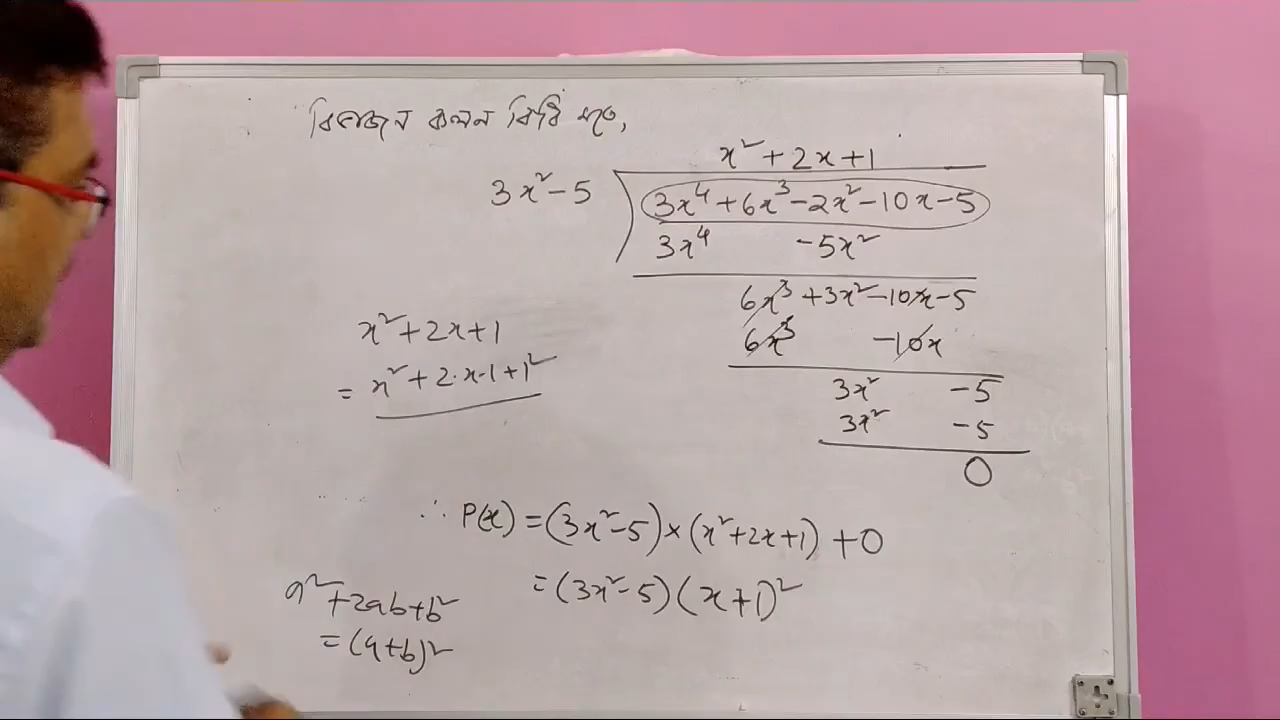 বিভাজন কলন বিধি মতে,
x² + 2x + 1
3x² - 5 ) 3x⁴ + 6x³ - 2x² - 10x - 5
3x⁴ - 5x²
6x³ + 3x² - 10x - 5
6x³ - 10x
3x² - 5
3x² - 5
0
x² + 2x + 1
= x² + 2·x·1 + 1²
∴ P(x) = (3x² - 5) × (x² + 2x + 1) + 0
= (3x² - 5)(x + 1)²
a² + 2ab + b²
= (a + b)²